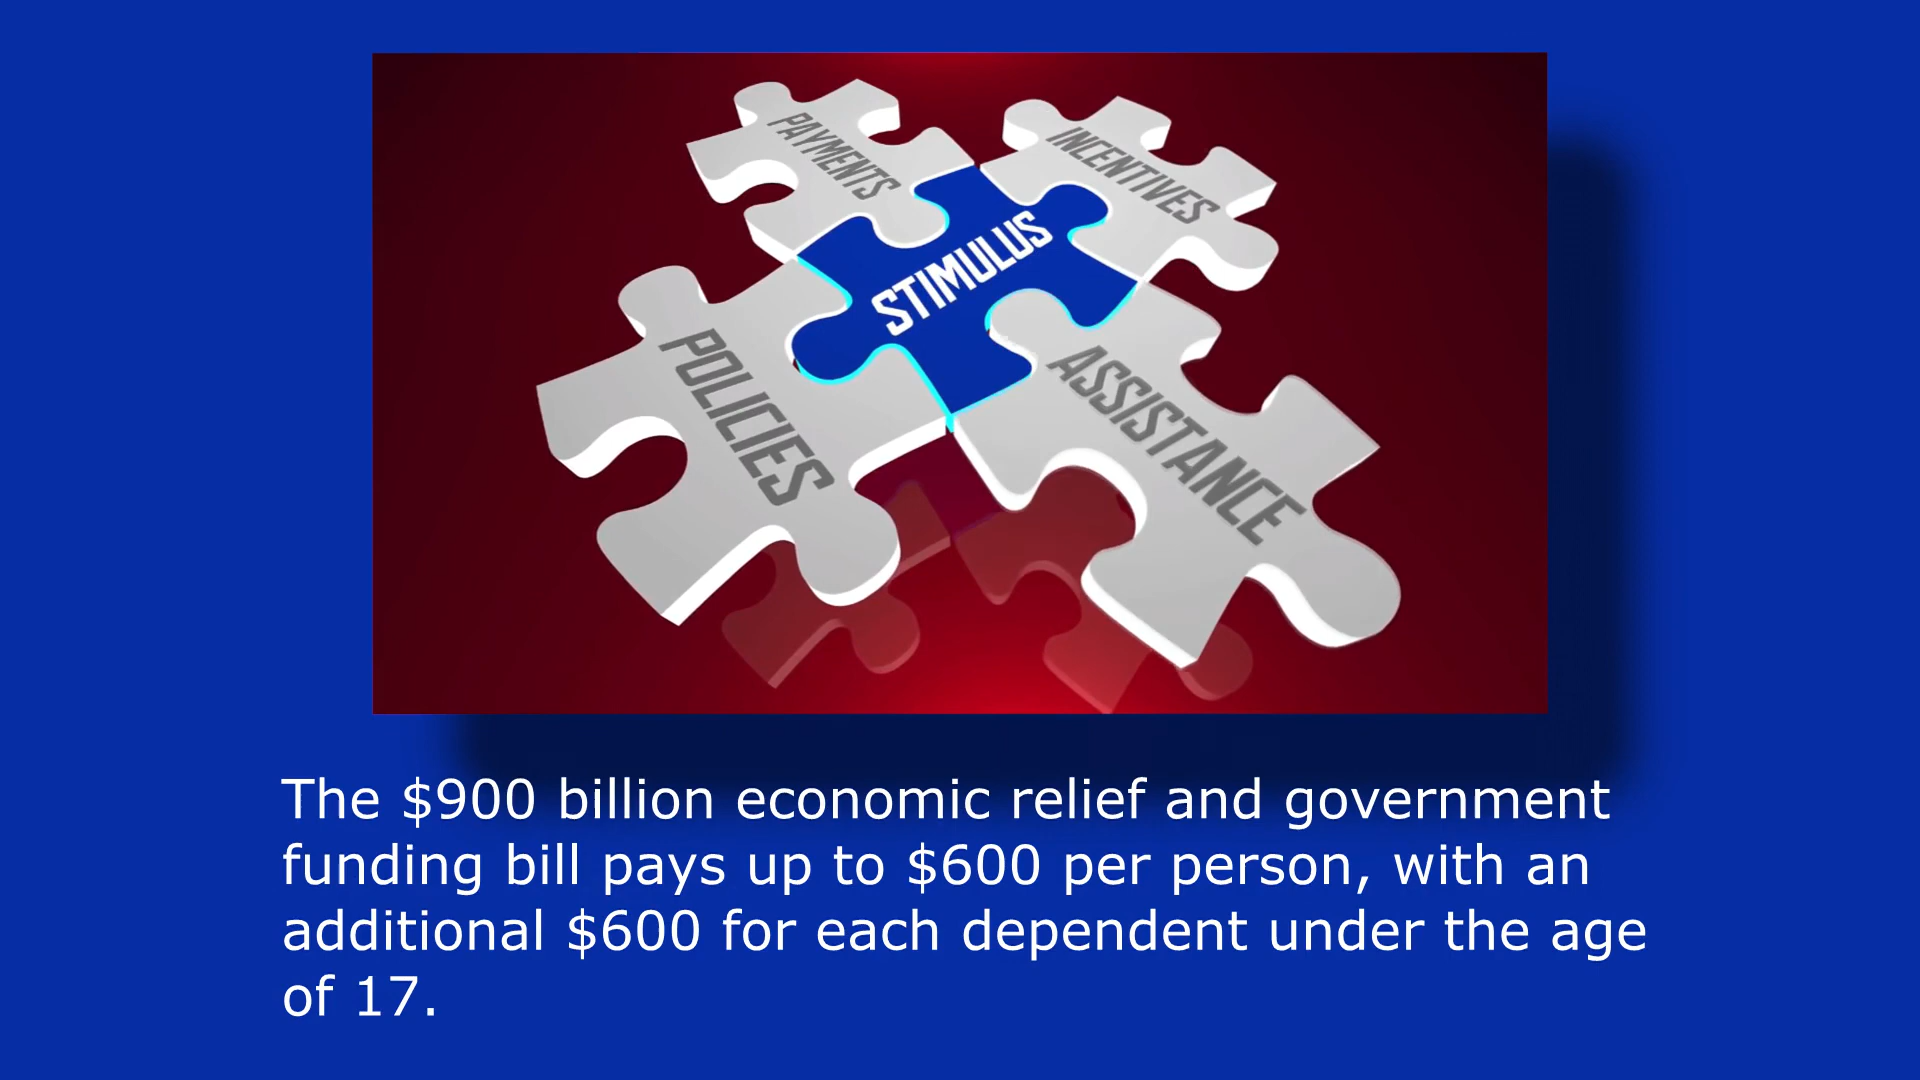 PAYMENTS
INCENTIVES
STIMULUS
POLICIES
ASSISTANCE
The $900 billion economic relief and government
funding bill pays up to $600 per person, with an
additional $600 for each dependent under the age
of 17.